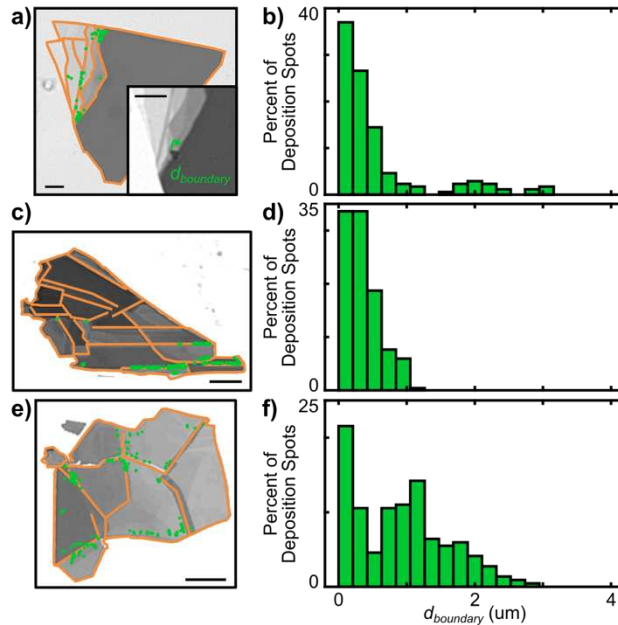 a)
d_boundary
b)
40
20
0
Percent of
Deposition Spots
c)
d)
35
0
Percent of
Deposition Spots
e)
f)
25
0
Percent of
Deposition Spots
0
2
4
d_boundary (um)